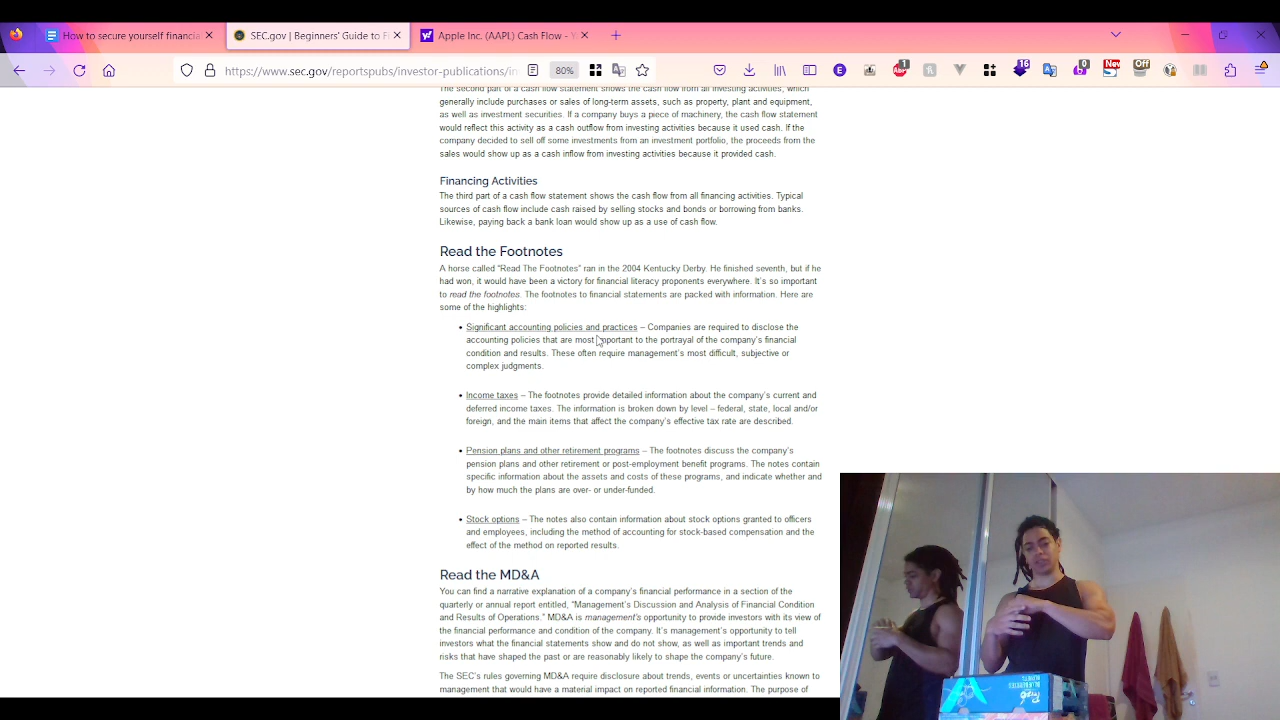 How to secure yourself financia
SEC.gov | Beginners' Guide to Fi
Apple Inc. (AAPL) Cash Flow - Y
https://www.sec.gov/reportspubs/investor-publications/in
80%
1
16
0
New
Off
The second part of a cash flow statement shows the cash flow from all investing activities, which
generally include purchases or sales of long-term assets, such as property, plant and equipment,
as well as investment securities. If a company buys a piece of machinery, the cash flow statement
would reflect this activity as a cash outflow from investing activities because it used cash. If the
company decided to sell off some investments from an investment portfolio, the proceeds from the
sales would show up as a cash inflow from investing activities because it provided cash.
Financing Activities
The third part of a cash flow statement shows the cash flow from all financing activities. Typical
sources of cash flow include cash raised by selling stocks and bonds or borrowing from banks.
Likewise, paying back a bank loan would show up as a use of cash flow.
Read the Footnotes
A horse called "Read The Footnotes" ran in the 2004 Kentucky Derby. He finished seventh, but if he
had won, it would have been a victory for financial literacy proponents everywhere. It's so important
to read the footnotes. The footnotes to financial statements are packed with information. Here are
some of the highlights:
• Significant accounting policies and practices – Companies are required to disclose the
accounting policies that are most important to the portrayal of the company's financial
condition and results. These often require management's most difficult, subjective or
complex judgments.
• Income taxes – The footnotes provide detailed information about the company's current and
deferred income taxes. The information is broken down by level – federal, state, local and/or
foreign, and the main items that affect the company's effective tax rate are described.
• Pension plans and other retirement programs – The footnotes discuss the company's
pension plans and other retirement or post-employment benefit programs. The notes contain
specific information about the assets and costs of these programs, and indicate whether and
by how much the plans are over- or under-funded.
• Stock options – The notes also contain information about stock options granted to officers
and employees, including the method of accounting for stock-based compensation and the
effect of the method on reported results.
Read the MD&A
You can find a narrative explanation of a company's financial performance in a section of the
quarterly or annual report entitled, "Management's Discussion and Analysis of Financial Condition
and Results of Operations." MD&A is management's opportunity to provide investors with its view of
the financial performance and condition of the company. It's management's opportunity to tell
investors what the financial statements show and do not show, as well as important trends and
risks that have shaped the past or are reasonably likely to shape the company's future.
The SEC's rules governing MD&A require disclosure about trends, events or uncertainties known to
management that would have a material impact on reported financial information. The purpose of